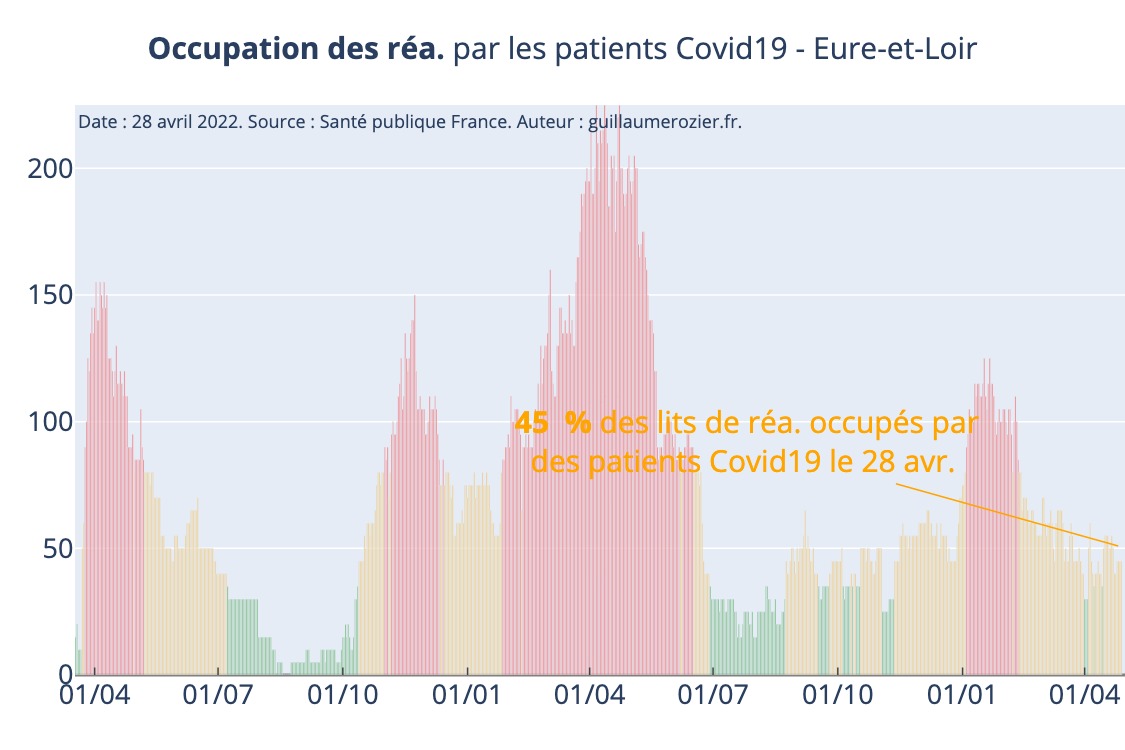 Occupation des réa. par les patients Covid19 - Eure-et-Loir
Date : 28 avril 2022. Source : Santé publique France. Auteur : guillaumerozier.fr.
200
150
100
50
0
45 % des lits de réa. occupés par
des patients Covid19 le 28 avr.
01/04 01/07 01/10 01/01 01/04 01/07 01/10 01/01 01/04